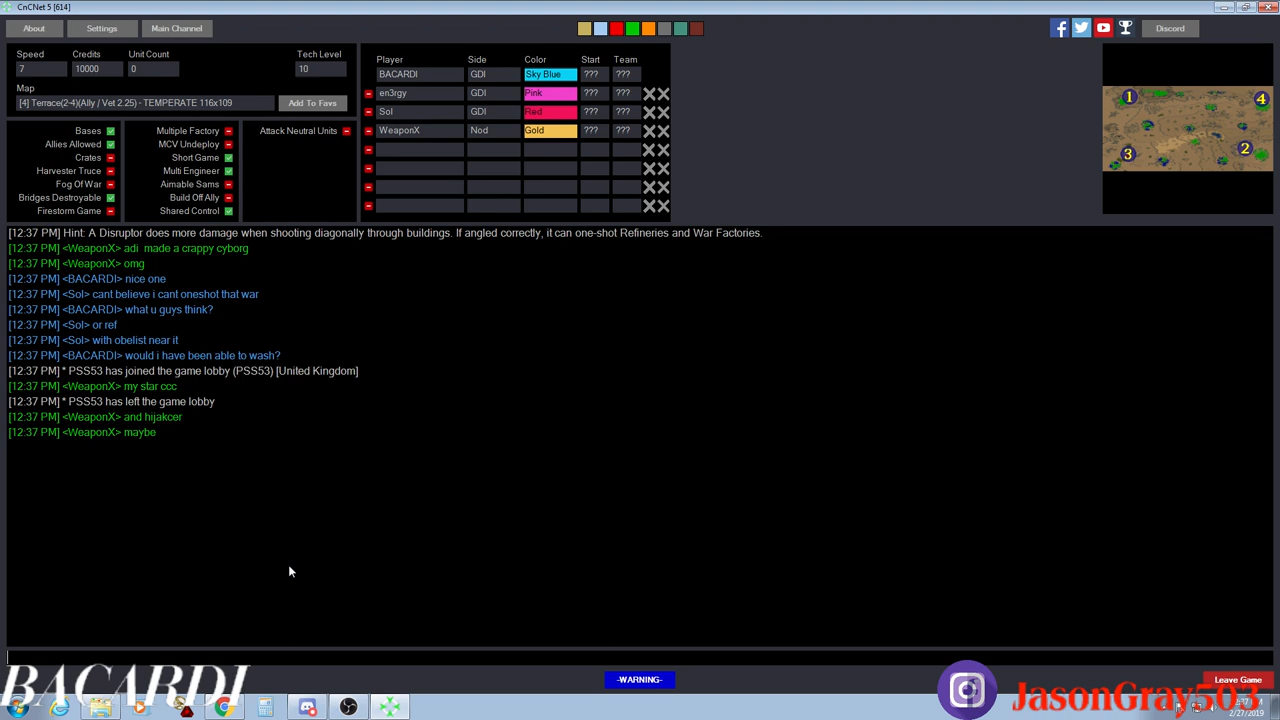 CnCNet 5 [614]
About Settings Main Channel Discord
Speed Credits Unit Count Tech Level
7 10000 0 10
Map
[4] Terrace(2-4)(Ally / Vet 2.25) - TEMPERATE 116x109 Add To Favs
Bases Multiple Factory Attack Neutral Units
Allies Allowed MCV Undeploy
Crates Short Game
Harvester Truce Multi Engineer
Fog Of War Aimable Sams
Bridges Destroyable Build Off Ally
Firestorm Game Shared Control
Player Side Color Start Team
BACARDI GDI Sky Blue ??? ???
en3rgy GDI Pink ??? ???
Sol GDI Red ??? ???
WeaponX Nod Gold ??? ???
1 4
3 2
[12:37 PM] Hint: A Disruptor does more damage when shooting diagonally through buildings. If angled correctly, it can one-shot Refineries and War Factories.
[12:37 PM] <WeaponX> adi made a crappy cyborg
[12:37 PM] <WeaponX> omg
[12:37 PM] <BACARDI> nice one
[12:37 PM] <Sol> cant believe i cant oneshot that war
[12:37 PM] <BACARDI> what u guys think?
[12:37 PM] <Sol> or ref
[12:37 PM] <Sol> with obelist near it
[12:37 PM] <BACARDI> would i have been able to wash?
[12:37 PM] * PSS53 has joined the game lobby (PSS53) [United Kingdom]
[12:37 PM] <WeaponX> my star ccc
[12:37 PM] * PSS53 has left the game lobby
[12:37 PM] <WeaponX> and hijakcer
[12:37 PM] <WeaponX> maybe
-WARNING- Leave Game
BACARDI
JasonGray503
2/27/2019